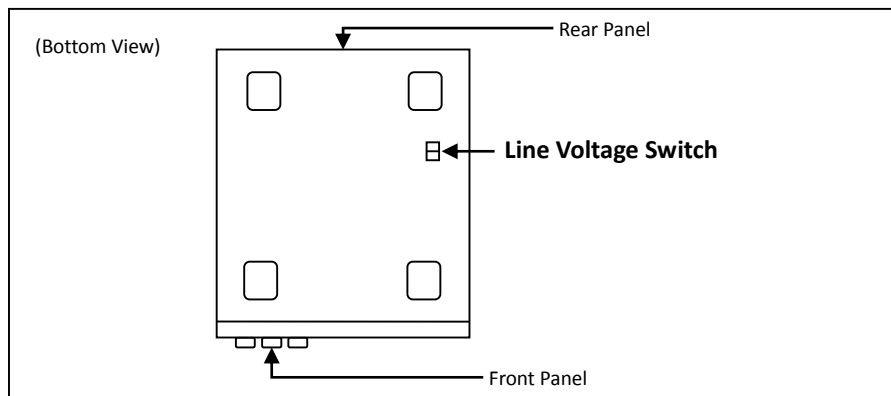 Rear Panel
(Bottom View)
Line Voltage Switch
Front Panel